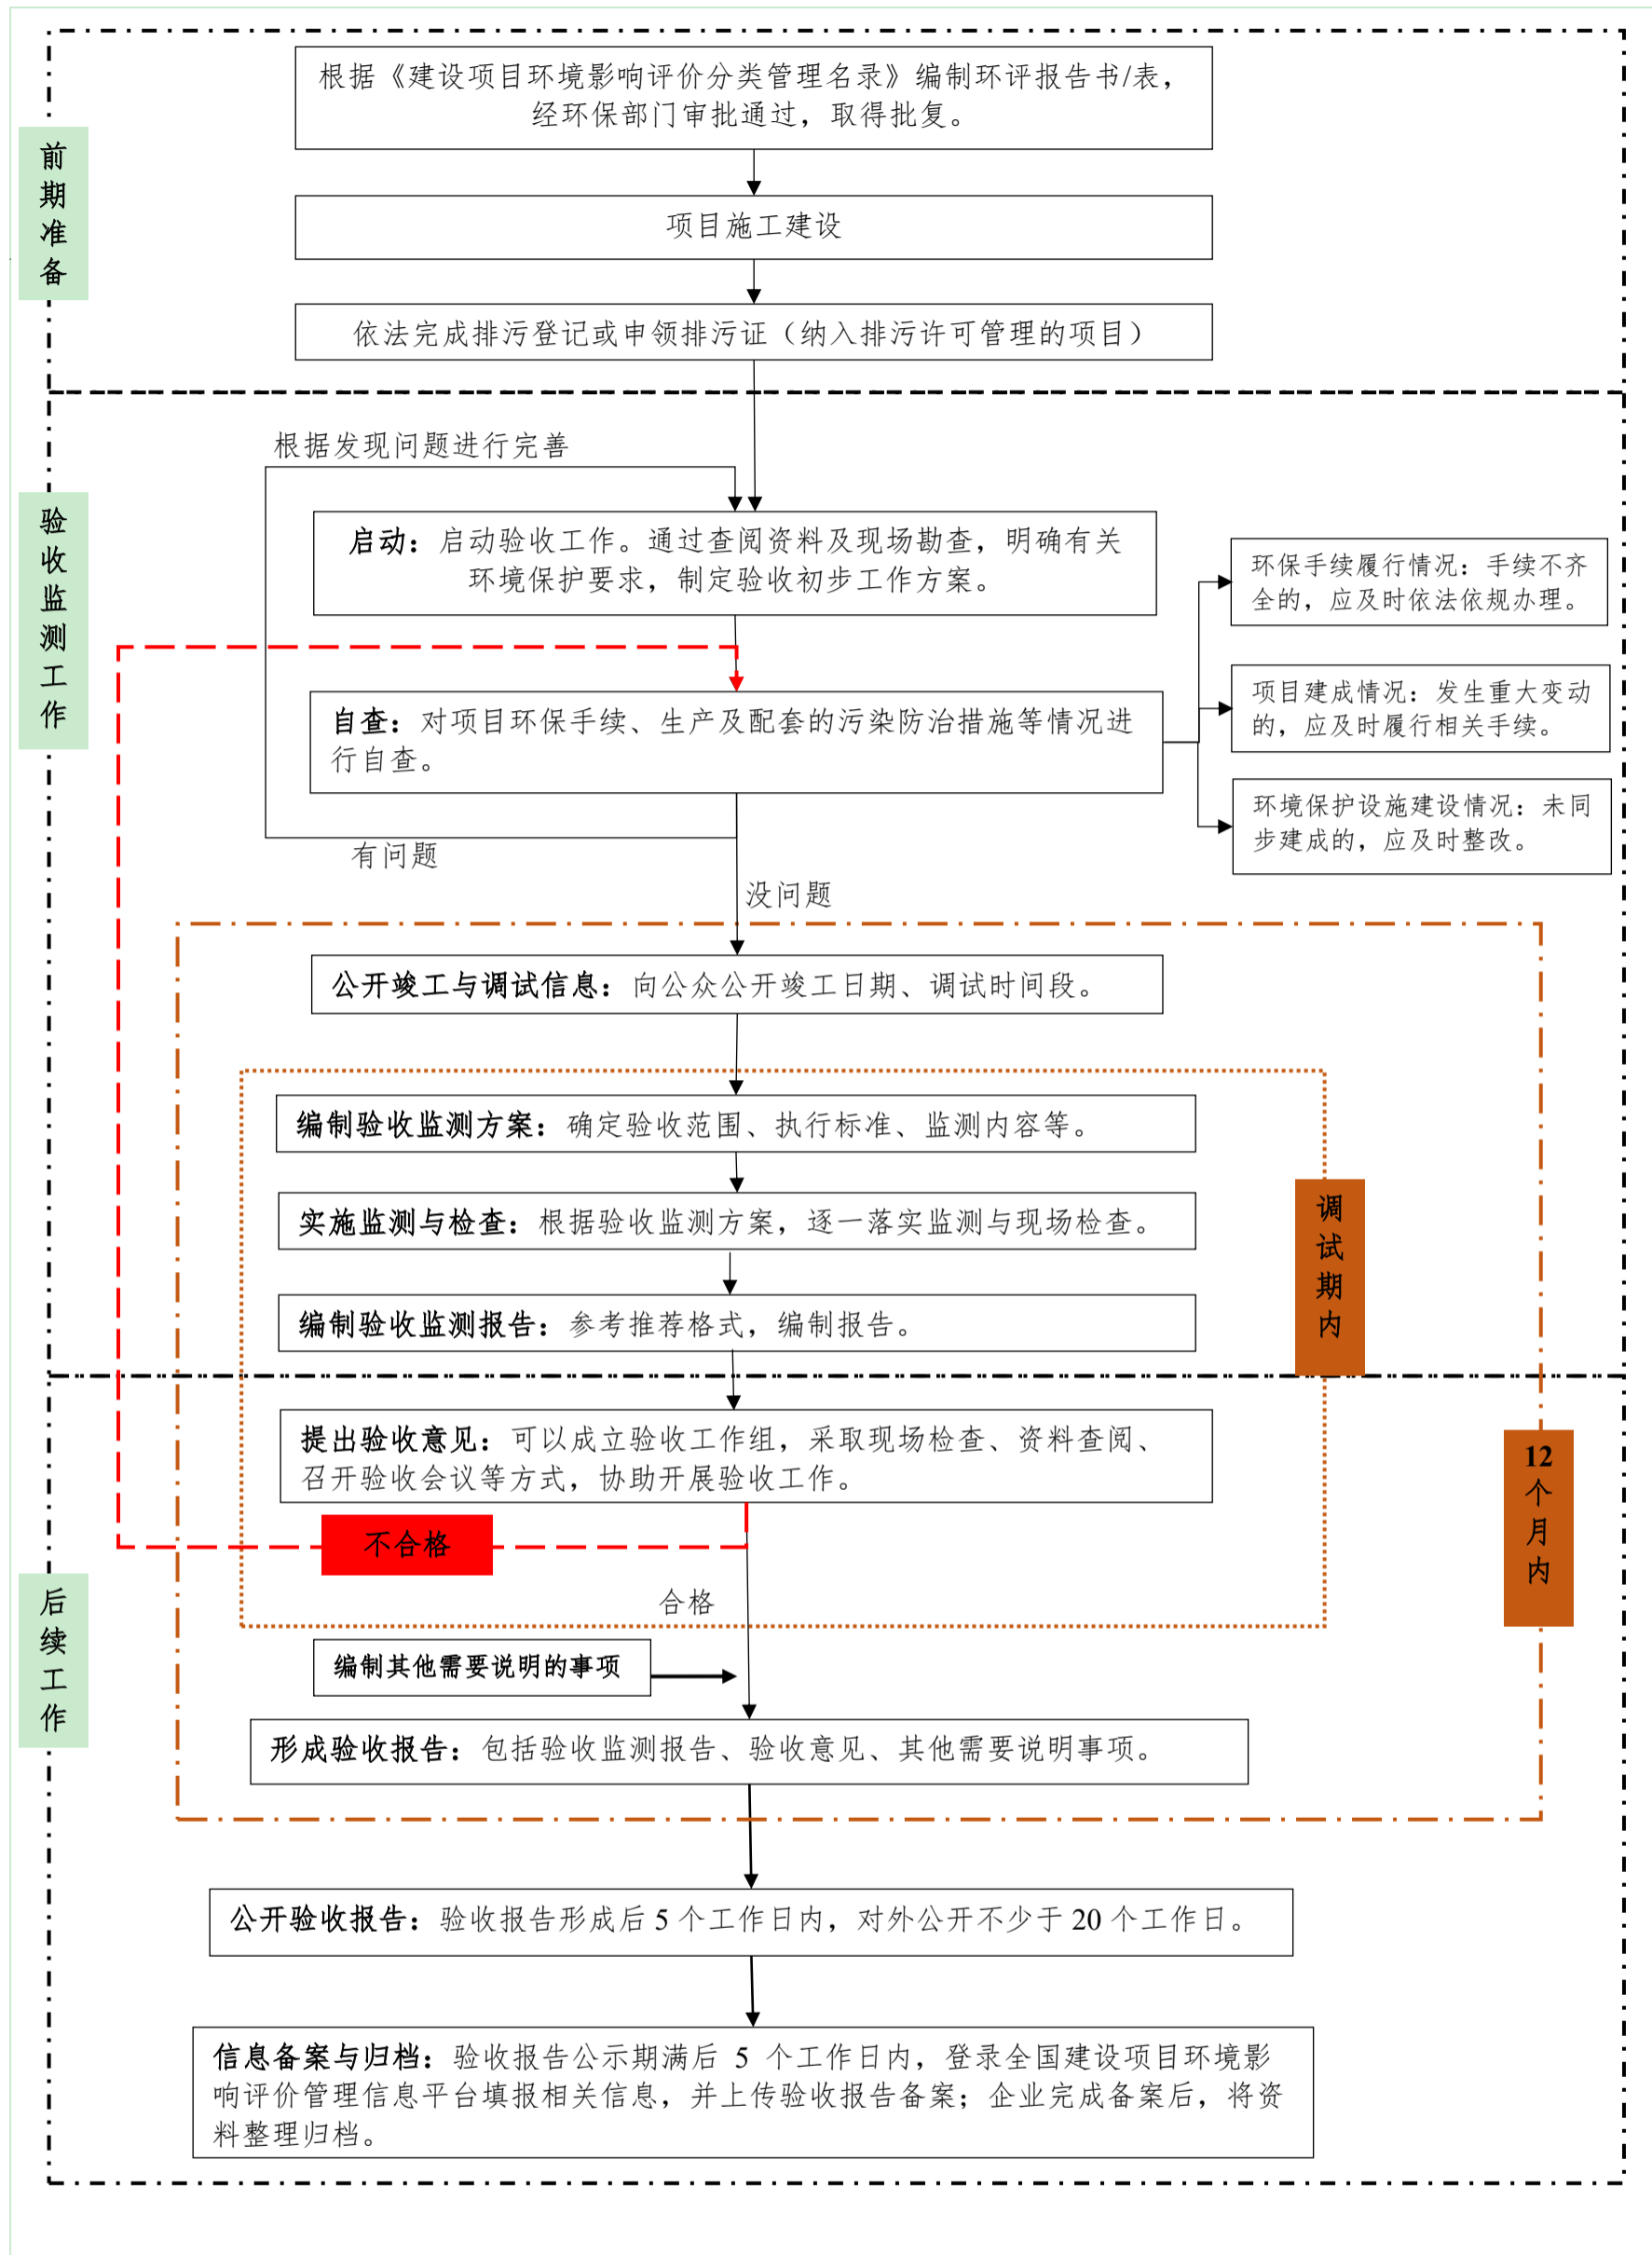 根据《建设项目环境影响评价分类管理名录》编制环评报告书/表，
经环保部门审批通过，取得批复。
前期准备
项目施工建设
依法完成排污登记或申领排污证（纳入排污许可管理的项目）
根据发现问题进行完善
验收监测工作
启动：启动验收工作。通过查阅资料及现场勘查，明确有关
环境保护要求，制定验收初步工作方案。
环保手续履行情况：手续不齐
全的，应及时依法依规办理。
自查：对项目环保手续、生产及配套的污染防治措施等情况进
行自查。
项目建成情况：发生重大变动
的，应及时履行相关手续。
环境保护设施建设情况：未同
步建成的，应及时整改。
有问题
没问题
公开竣工与调试信息：向公众公开竣工日期、调试时间段。
编制验收监测方案：确定验收范围、执行标准、监测内容等。
实施监测与检查：根据验收监测方案，逐一落实监测与现场检查。
调试期内
编制验收监测报告：参考推荐格式，编制报告。
提出验收意见：可以成立验收工作组，采取现场检查、资料查阅、
召开验收会议等方式，协助开展验收工作。
12个月内
不合格
合格
后续工作
编制其他需要说明的事项
形成验收报告：包括验收监测报告、验收意见、其他需要说明事项。
公开验收报告：验收报告形成后 5 个工作日内，对外公开不少于 20 个工作日。
信息备案与归档：验收报告公示期满后 5 个工作日内，登录全国建设项目环境影
响评价管理信息平台填报相关信息，并上传验收报告备案；企业完成备案后，将资
料整理归档。